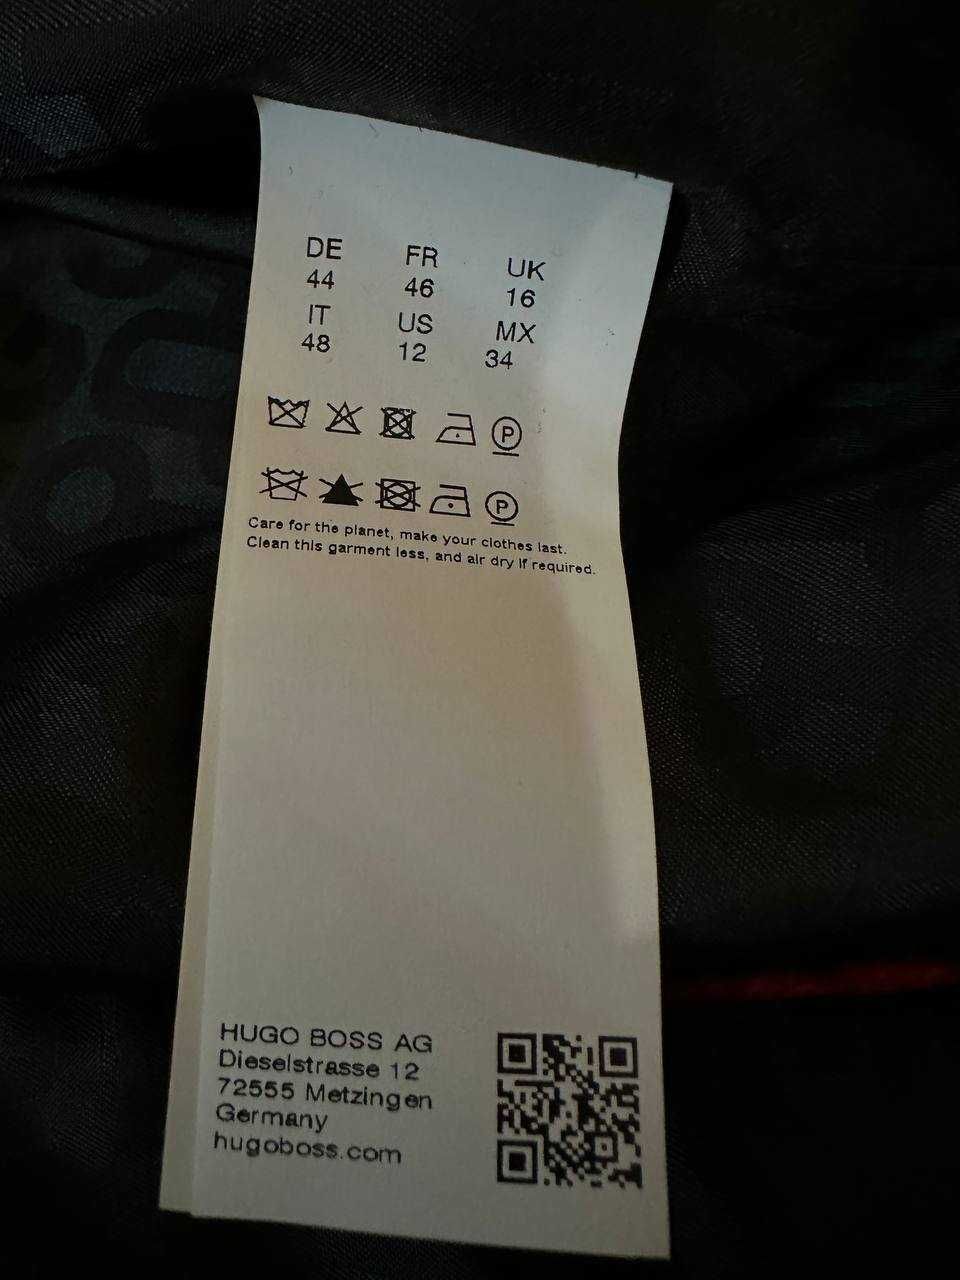 DE FR UK
44 46 16
IT US MX
48 12 34
P
P
Care for the planet, make your clothes last.
Clean this garment less, and air dry if required.
HUGO BOSS AG
Dieselstrasse 12
72555 Metzingen
Germany
hugoboss.com